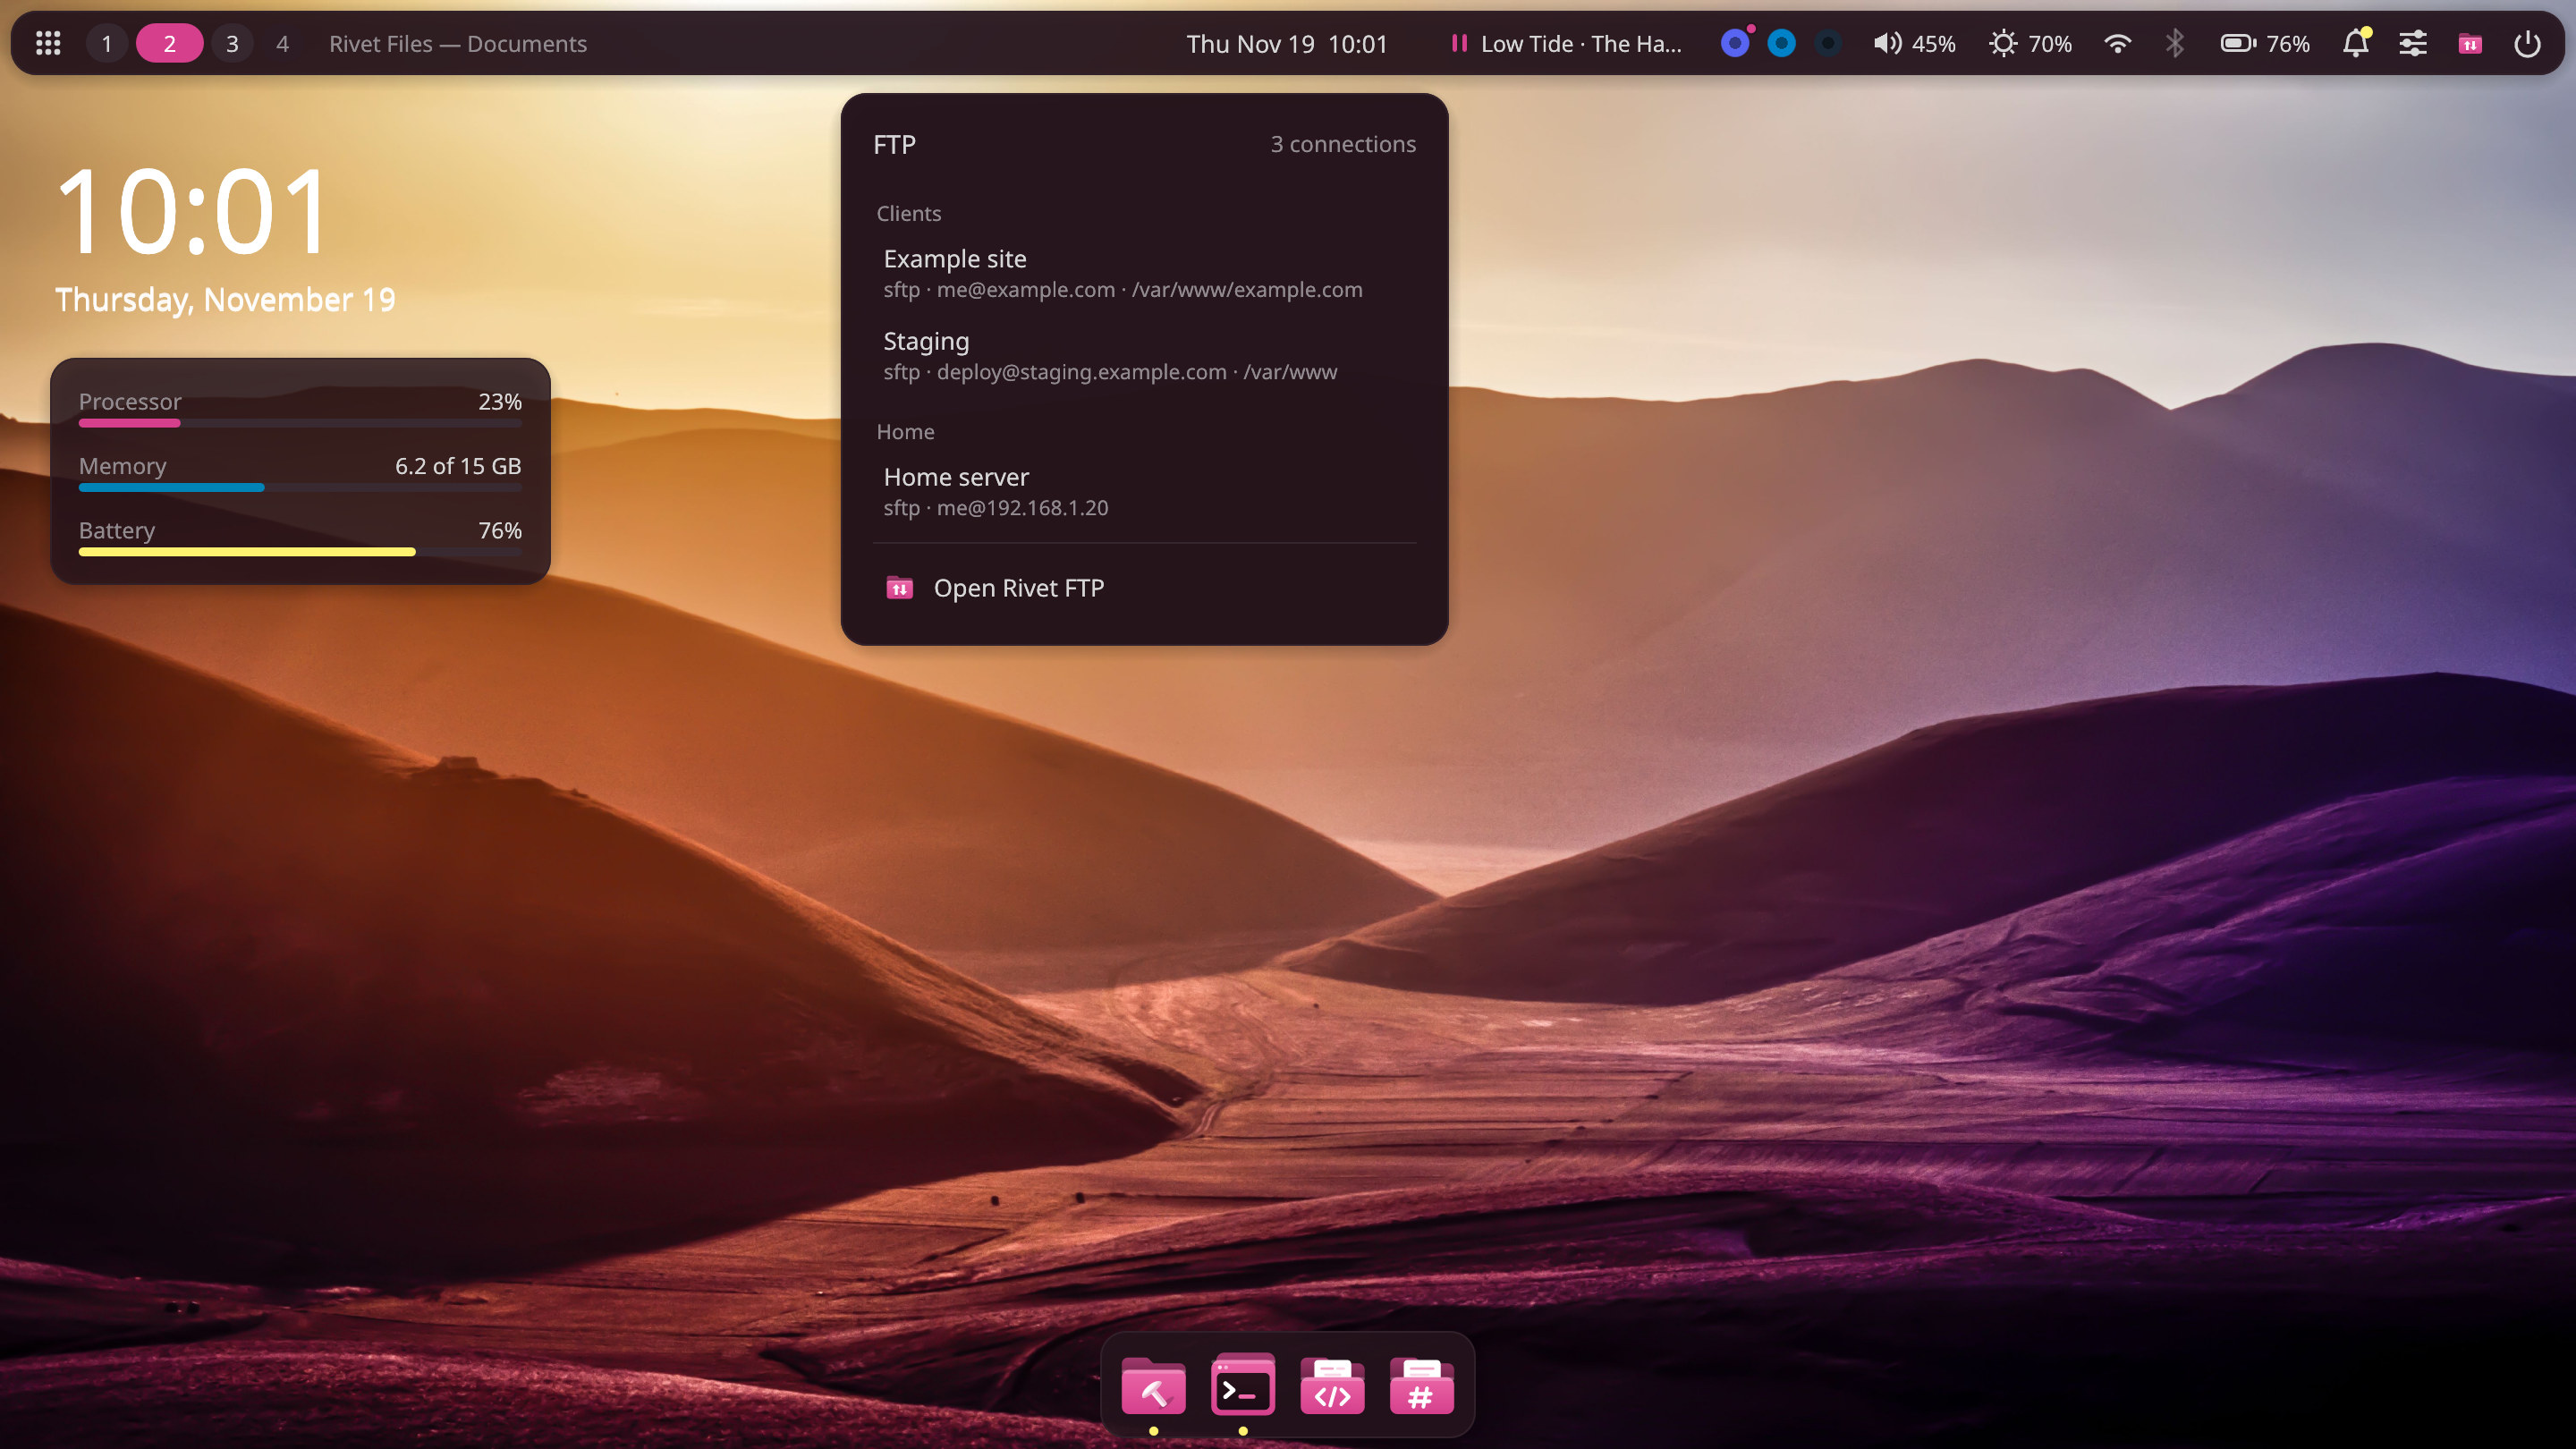 1 2 3 4 Rivet Files — Documents Thu Nov 19 10:01 Low Tide · The Ha... 45% 70% 76%
10:01
Thursday, November 19
Processor 23%
Memory 6.2 of 15 GB
Battery 76%
FTP 3 connections
Clients
Example site
sftp · me@example.com · /var/www/example.com
Staging
sftp · deploy@staging.example.com · /var/www
Home
Home server
sftp · me@192.168.1.20
Open Rivet FTP